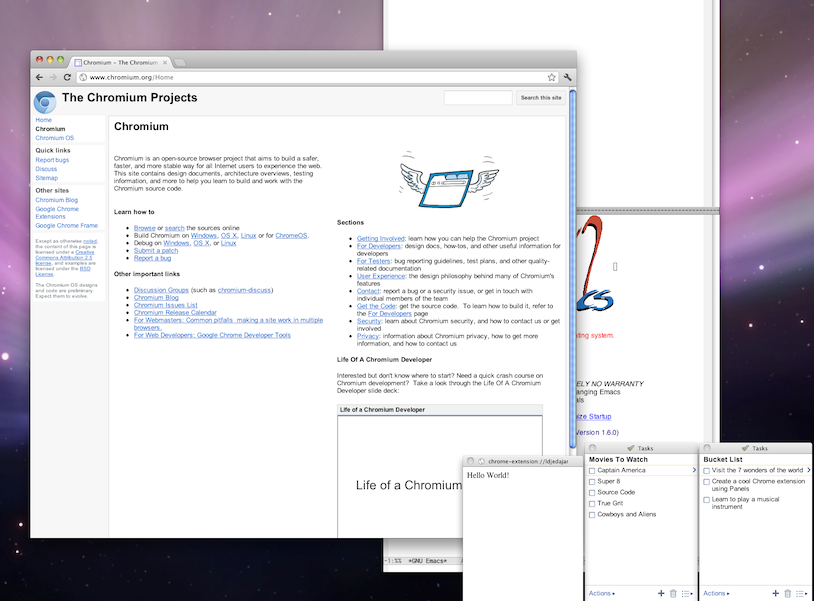 Chromium – The Chromium
www.chromium.org/Home
The Chromium Projects
Search this site
Home
Chromium
Chromium OS
Quick links
Report bugs
Discuss
Sitemap
Other sites
Chromium Blog
Google Chrome
Extensions
Google Chrome Frame
Except as otherwise noted,
the content of this page is
licensed under a Creative
Commons Attribution 2.5
license, and examples are
licensed under the BSD
License.
The Chromium OS designs
and code are preliminary.
Expect them to evolve.
Chromium
Chromium is an open-source browser project that aims to build a safer,
faster, and more stable way for all Internet users to experience the web.
This site contains design documents, architecture overviews, testing
information, and more to help you learn to build and work with the
Chromium source code.
Learn how to
Browse or search the sources online
Build Chromium on Windows, OS X, Linux or for ChromeOS.
Debug on Windows, OS X, or Linux
Submit a patch
Report a bug
Other important links
Discussion Groups (such as chromium-discuss)
Chromium Blog
Chromium Issues List
Chromium Release Calendar
For Webmasters: Common pitfalls making a site work in multiple
browsers.
For Web Developers: Google Chrome Developer Tools
Sections
Getting Involved: learn how you can help the Chromium project
For Developers: design docs, how-tos, and other useful information for
developers
For Testers: bug reporting guidelines, test plans, and other quality-
related documentation
User Experience: the design philosophy behind many of Chromium's
features
Contact: report a bug or a security issue, or get in touch with
individual members of the team
Get the Code: get the source code. To learn how to build it, refer to
the For Developers page
Security: learn about Chromium security, and how to contact us or get
involved
Privacy: information about Chromium privacy, how to get more
information, and how to contact us
Life Of A Chromium Developer
Interested but don't know where to start? Need a quick crash course on
Chromium development? Take a look through the Life Of A Chromium
Developer slide deck:
Life of a Chromium Developer
Life of a Chromium
ting system.
ELY NO WARRANTY
anging Emacs
als
ize Startup
Version 1.6.0)
-1:%% *GNU Emacs*
chrome-extension://ldjedajar
Hello World!
Tasks
Movies To Watch
Captain America
Super 8
Source Code
True Grit
Cowboys and Aliens
Actions
Tasks
Bucket List
Visit the 7 wonders of the world
Create a cool Chrome extension
using Panels
Learn to play a musical
instrument
Actions